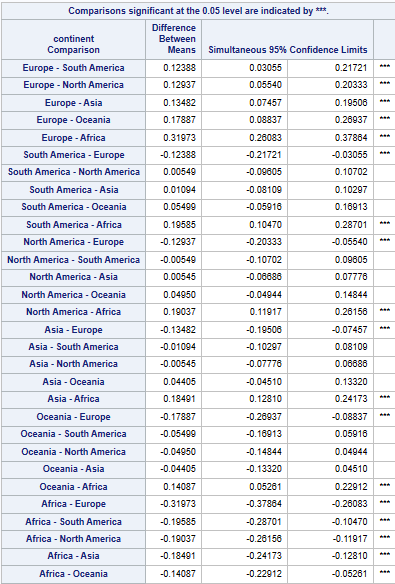 Comparisons significant at the 0.05 level are indicated by ***.
continent Comparison Difference Between Means Simultaneous 95% Confidence Limits
Europe - South America 0.12388 0.03055 0.21721 ***
Europe - North America 0.12937 0.05540 0.20333 ***
Europe - Asia 0.13482 0.07457 0.19506 ***
Europe - Oceania 0.17887 0.08837 0.26937 ***
Europe - Africa 0.31973 0.26083 0.37864 ***
South America - Europe -0.12388 -0.21721 -0.03055 ***
South America - North America 0.00549 -0.09605 0.10702
South America - Asia 0.01094 -0.08109 0.10297
South America - Oceania 0.05499 -0.05916 0.16913
South America - Africa 0.19585 0.10470 0.28701 ***
North America - Europe -0.12937 -0.20333 -0.05540 ***
North America - South America -0.00549 -0.10702 0.09605
North America - Asia 0.00545 -0.06686 0.07776
North America - Oceania 0.04950 -0.04944 0.14844
North America - Africa 0.19037 0.11917 0.26156 ***
Asia - Europe -0.13482 -0.19506 -0.07457 ***
Asia - South America -0.01094 -0.10297 0.08109
Asia - North America -0.00545 -0.07776 0.06686
Asia - Oceania 0.04405 -0.04510 0.13320
Asia - Africa 0.18491 0.12810 0.24173 ***
Oceania - Europe -0.17887 -0.26937 -0.08837 ***
Oceania - South America -0.05499 -0.16913 0.05916
Oceania - North America -0.04950 -0.14844 0.04944
Oceania - Asia -0.04405 -0.13320 0.04510
Oceania - Africa 0.14087 0.05261 0.22912 ***
Africa - Europe -0.31973 -0.37864 -0.26083 ***
Africa - South America -0.19585 -0.28701 -0.10470 ***
Africa - North America -0.19037 -0.26156 -0.11917 ***
Africa - Asia -0.18491 -0.24173 -0.12810 ***
Africa - Oceania -0.14087 -0.22912 -0.05261 ***